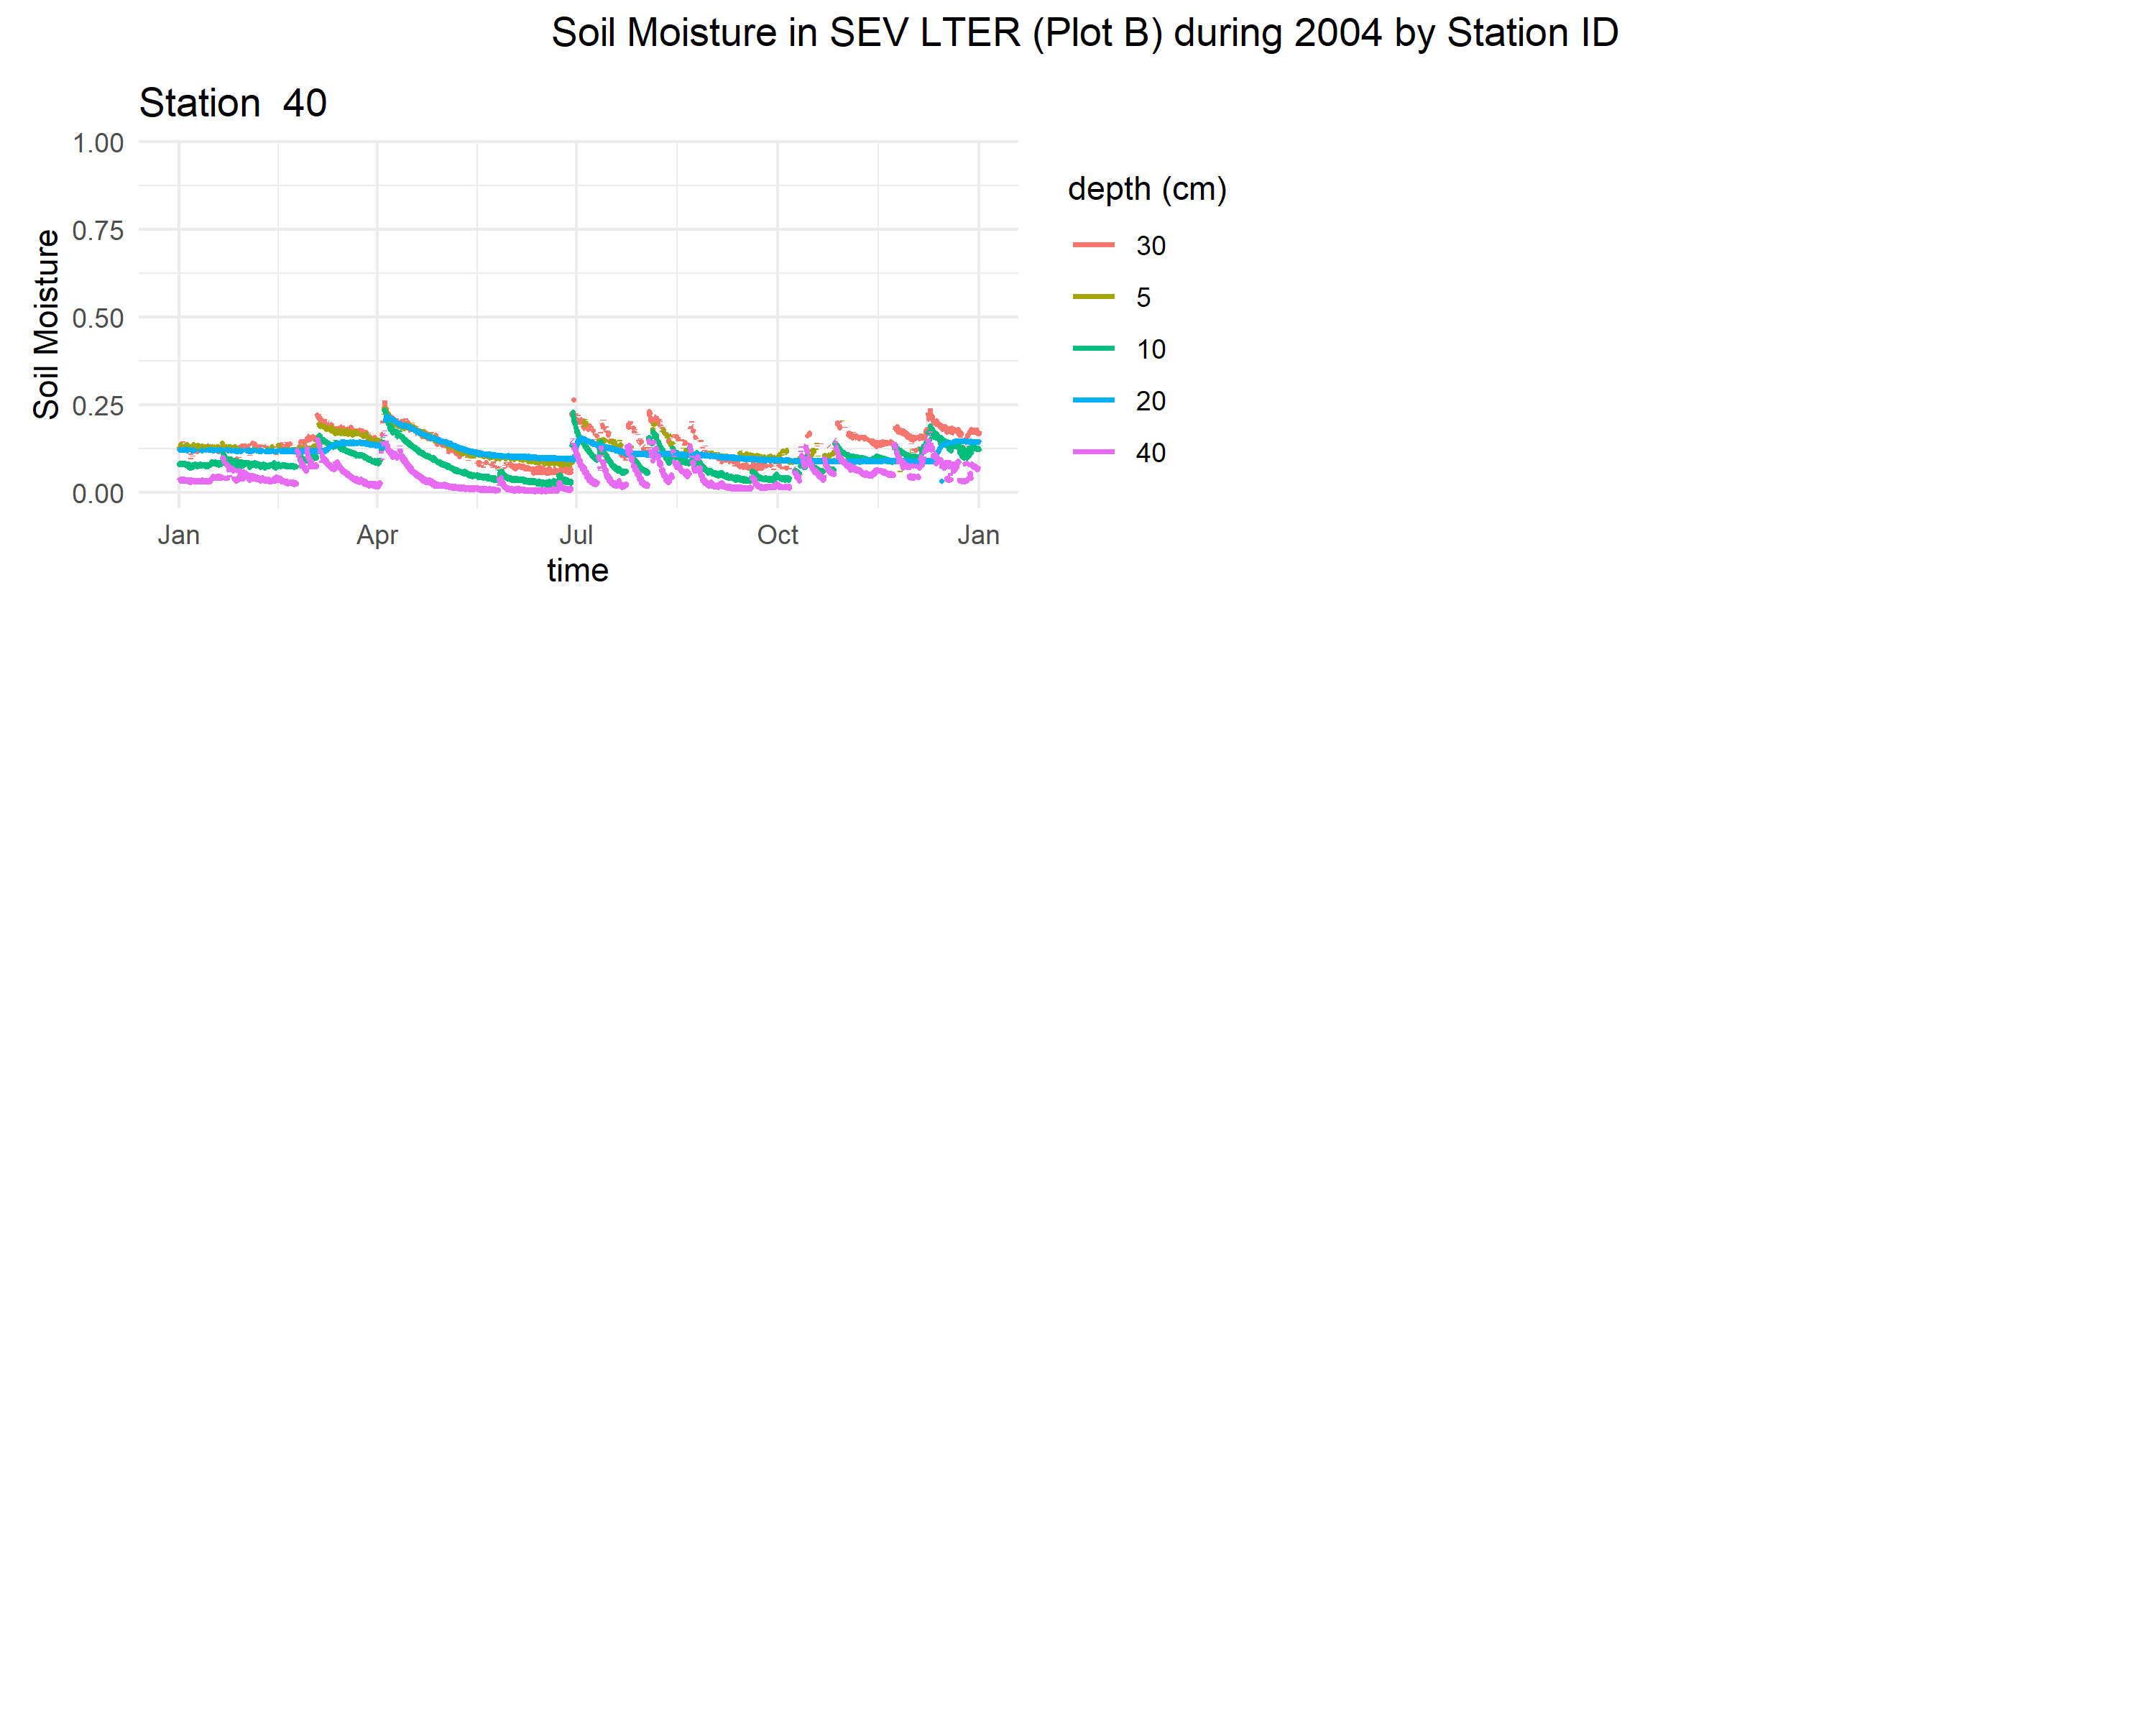 Soil Moisture in SEV LTER (Plot B) during 2004 by Station ID
Station  40
1.00
0.75
0.50
0.25
0.00
Soil Moisture
Jan Apr Jul Oct Jan
time
depth (cm)
30
5
10
20
40